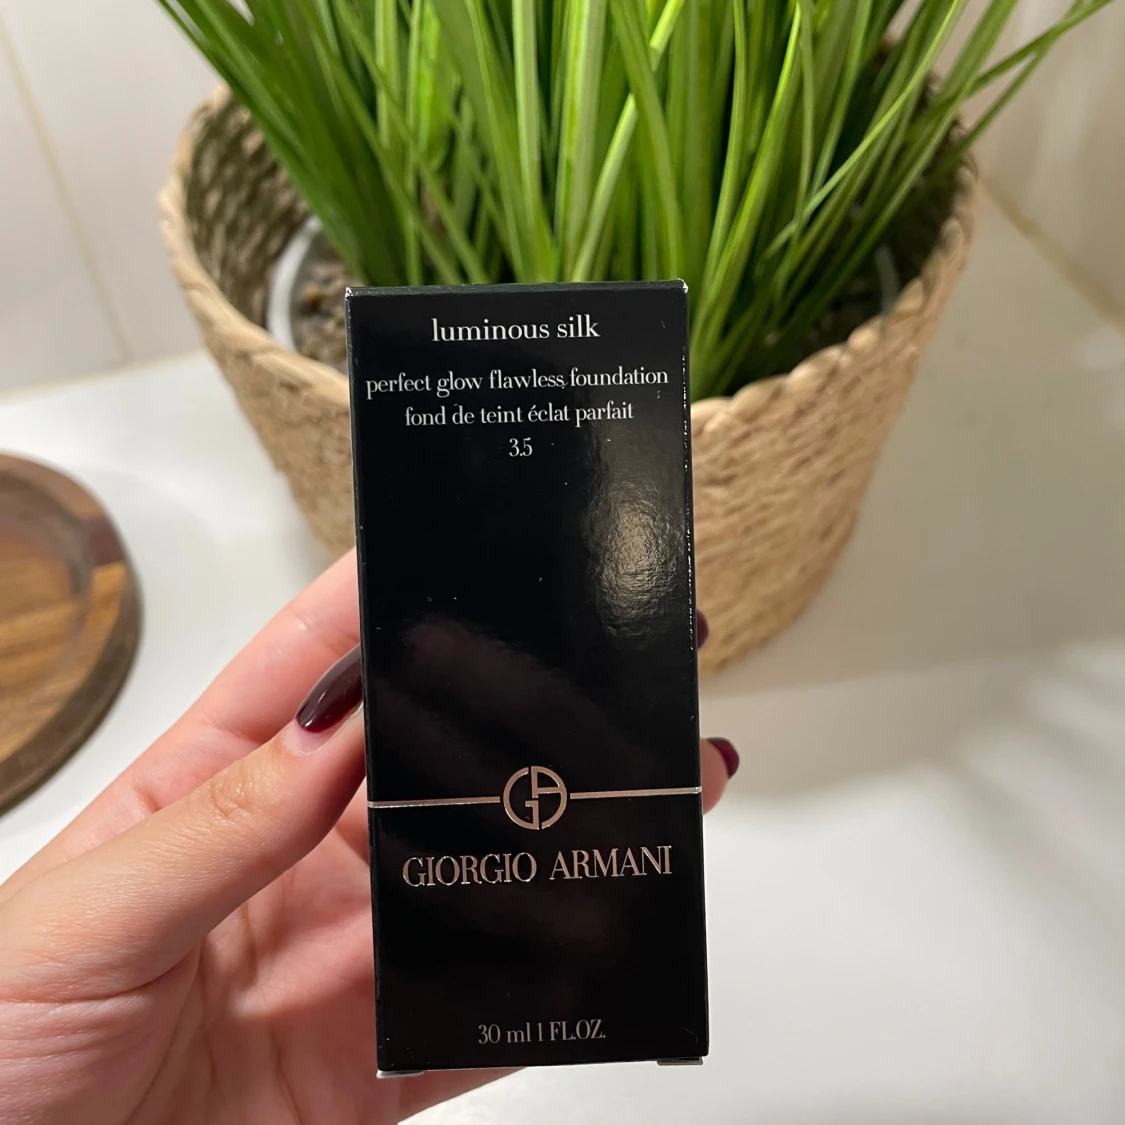 luminous silk
perfect glow flawless foundation
fond de teint éclat parfait
3.5
GA
GIORGIO ARMANI
30 ml 1 FL.OZ.